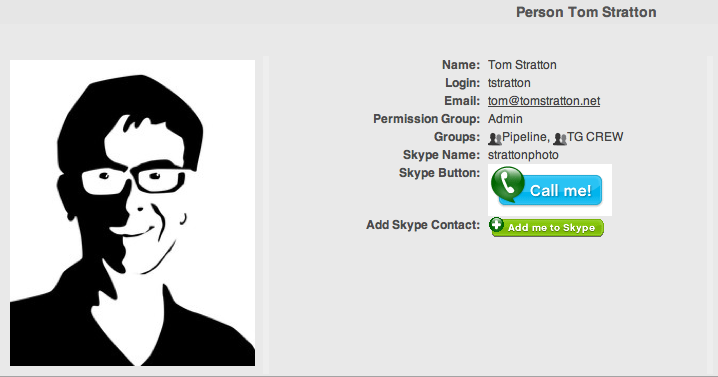 Person Tom Stratton
Name: Tom Stratton
Login: tstratton
Email: tom@tomstratton.net
Permission Group: Admin
Groups: Pipeline, TG CREW
Skype Name: strattonphoto
Skype Button: Call me!
Add Skype Contact: Add me to Skype